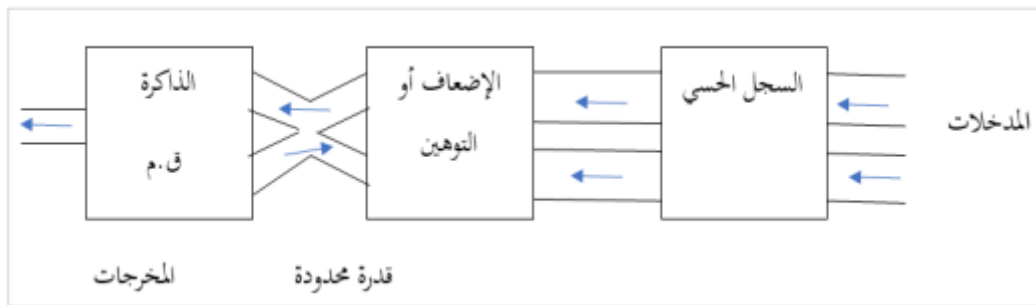 المدخلات
السجل الحسي
الإضعاف أو
التوهين
الذاكرة
ق.م
قدرة محدودة
المخرجات